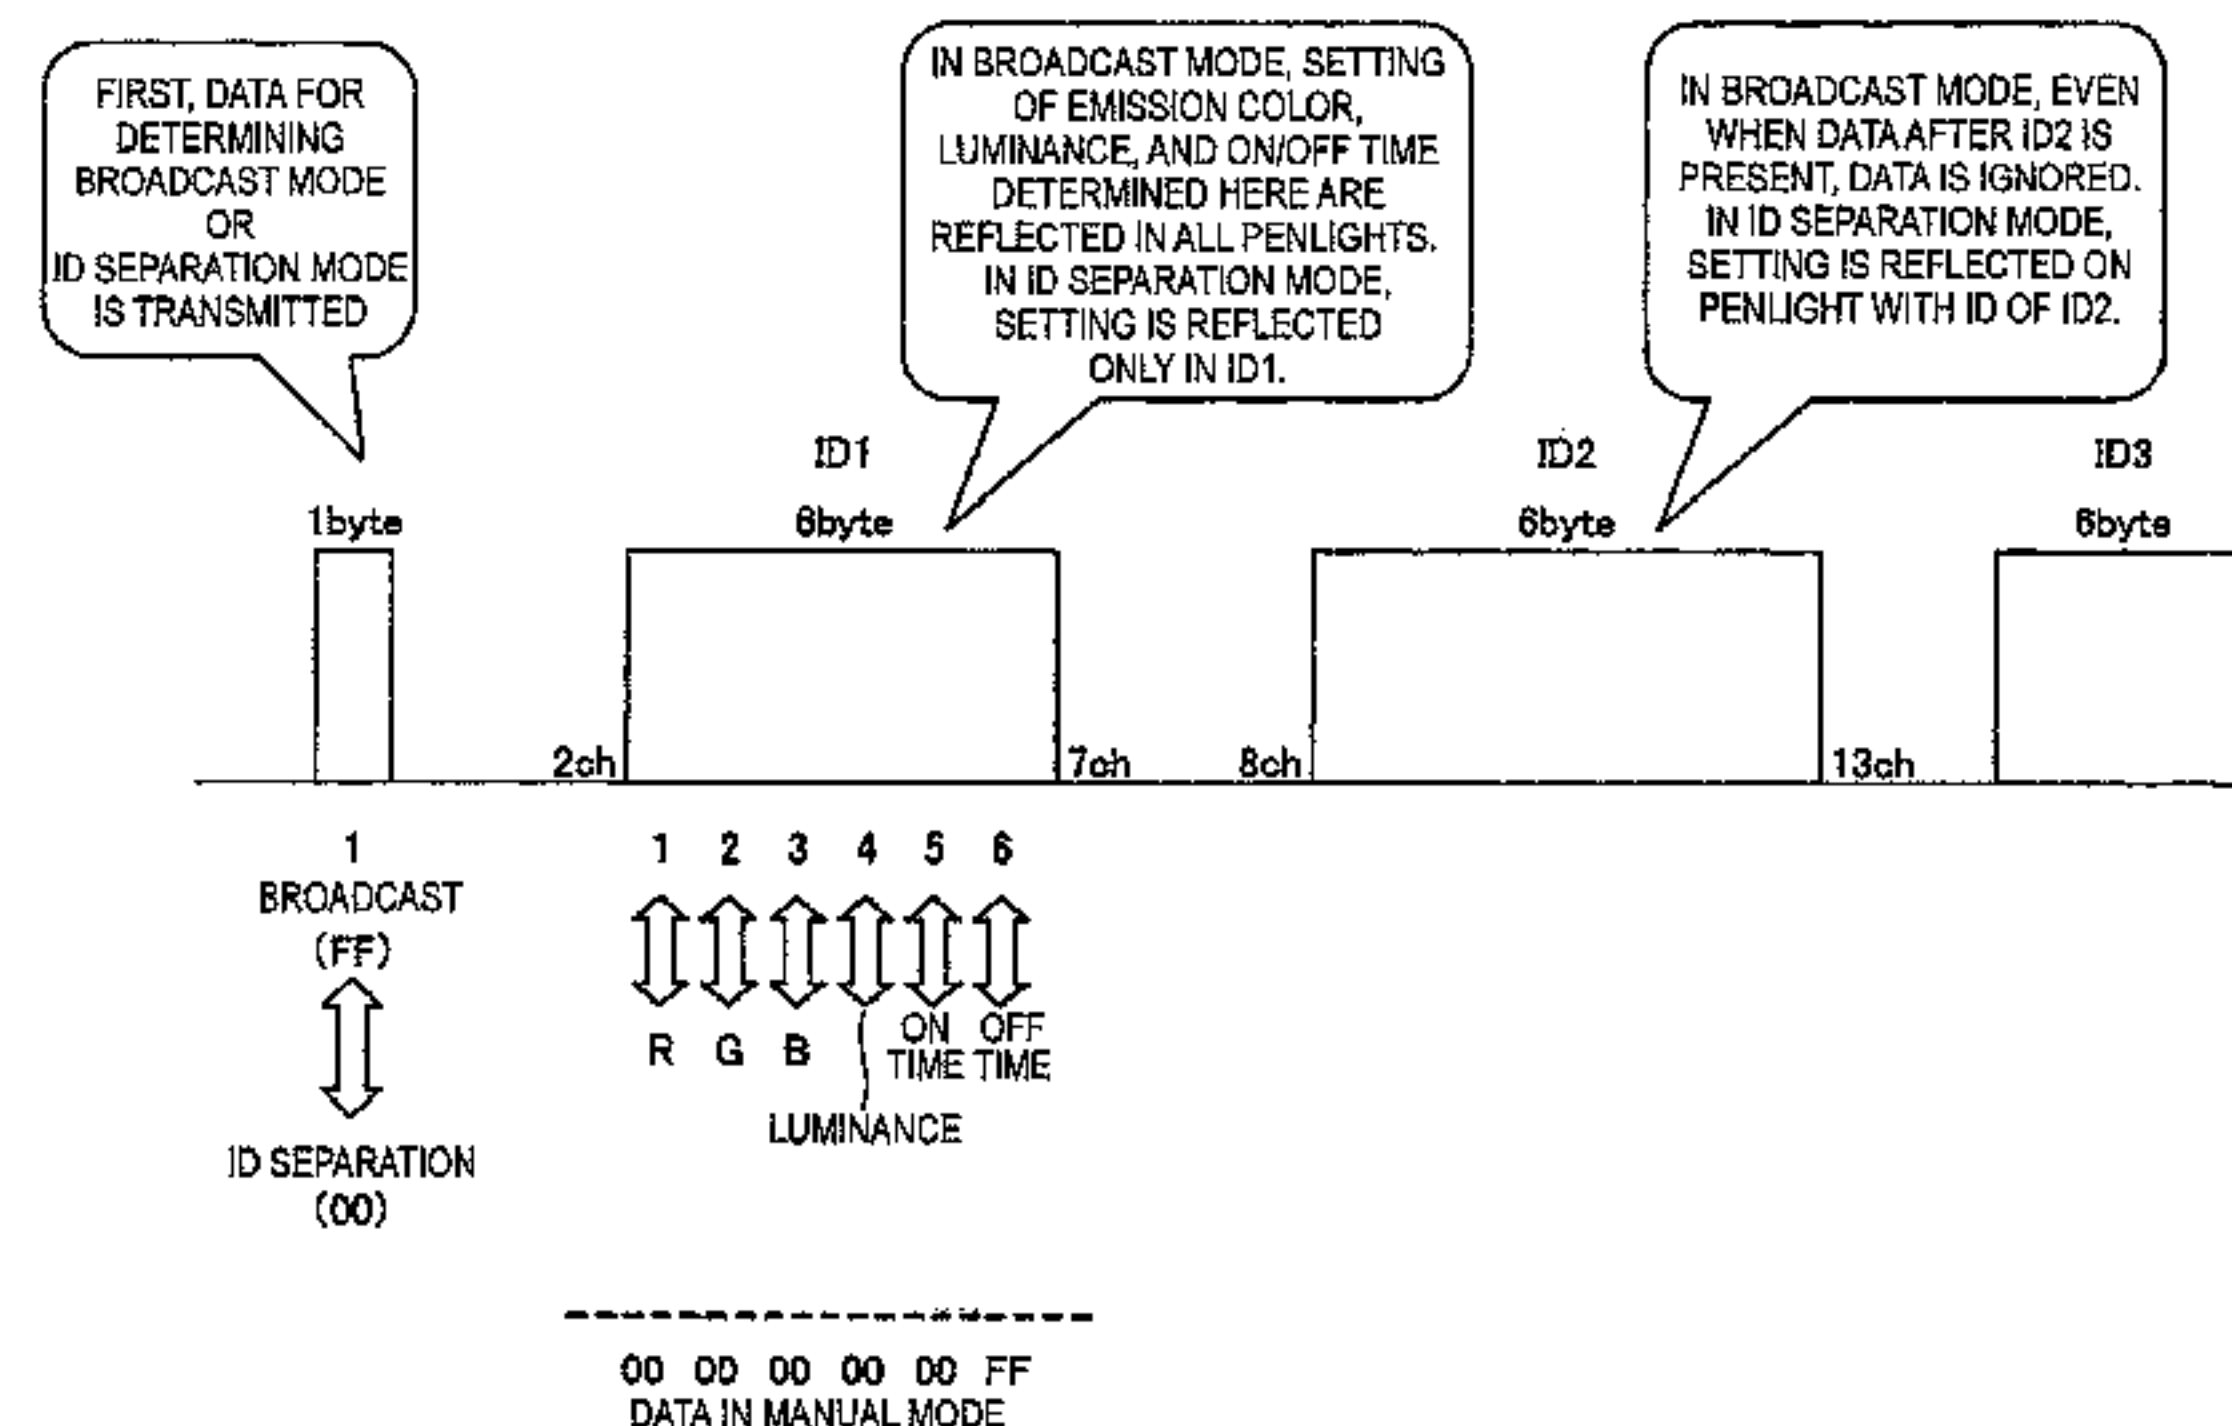 FIRST, DATA FOR
DETERMINING
BROADCAST MODE
OR
ID SEPARATION MODE
IS TRANSMITTED
IN BROADCAST MODE, SETTING
OF EMISSION COLOR,
LUMINANCE, AND ON/OFF TIME
DETERMINED HERE ARE
REFLECTED IN ALL PENLIGHTS.
IN ID SEPARATION MODE,
SETTING IS REFLECTED
ONLY IN ID1.
IN BROADCAST MODE, EVEN
WHEN DATA AFTER ID2 IS
PRESENT, DATA IS IGNORED.
IN ID SEPARATION MODE,
SETTING IS REFLECTED ON
PENLIGHT WITH ID OF ID2.
ID1 ID2 ID3
1byte 6byte 6byte 6byte
2ch 7ch 8ch 13ch
1 1 2 3 4 5 6
BROADCAST
(FF)
R G B ON TIME OFF TIME
LUMINANCE
ID SEPARATION
(00)
00 00 00 00 00 FF
DATA IN MANUAL MODE